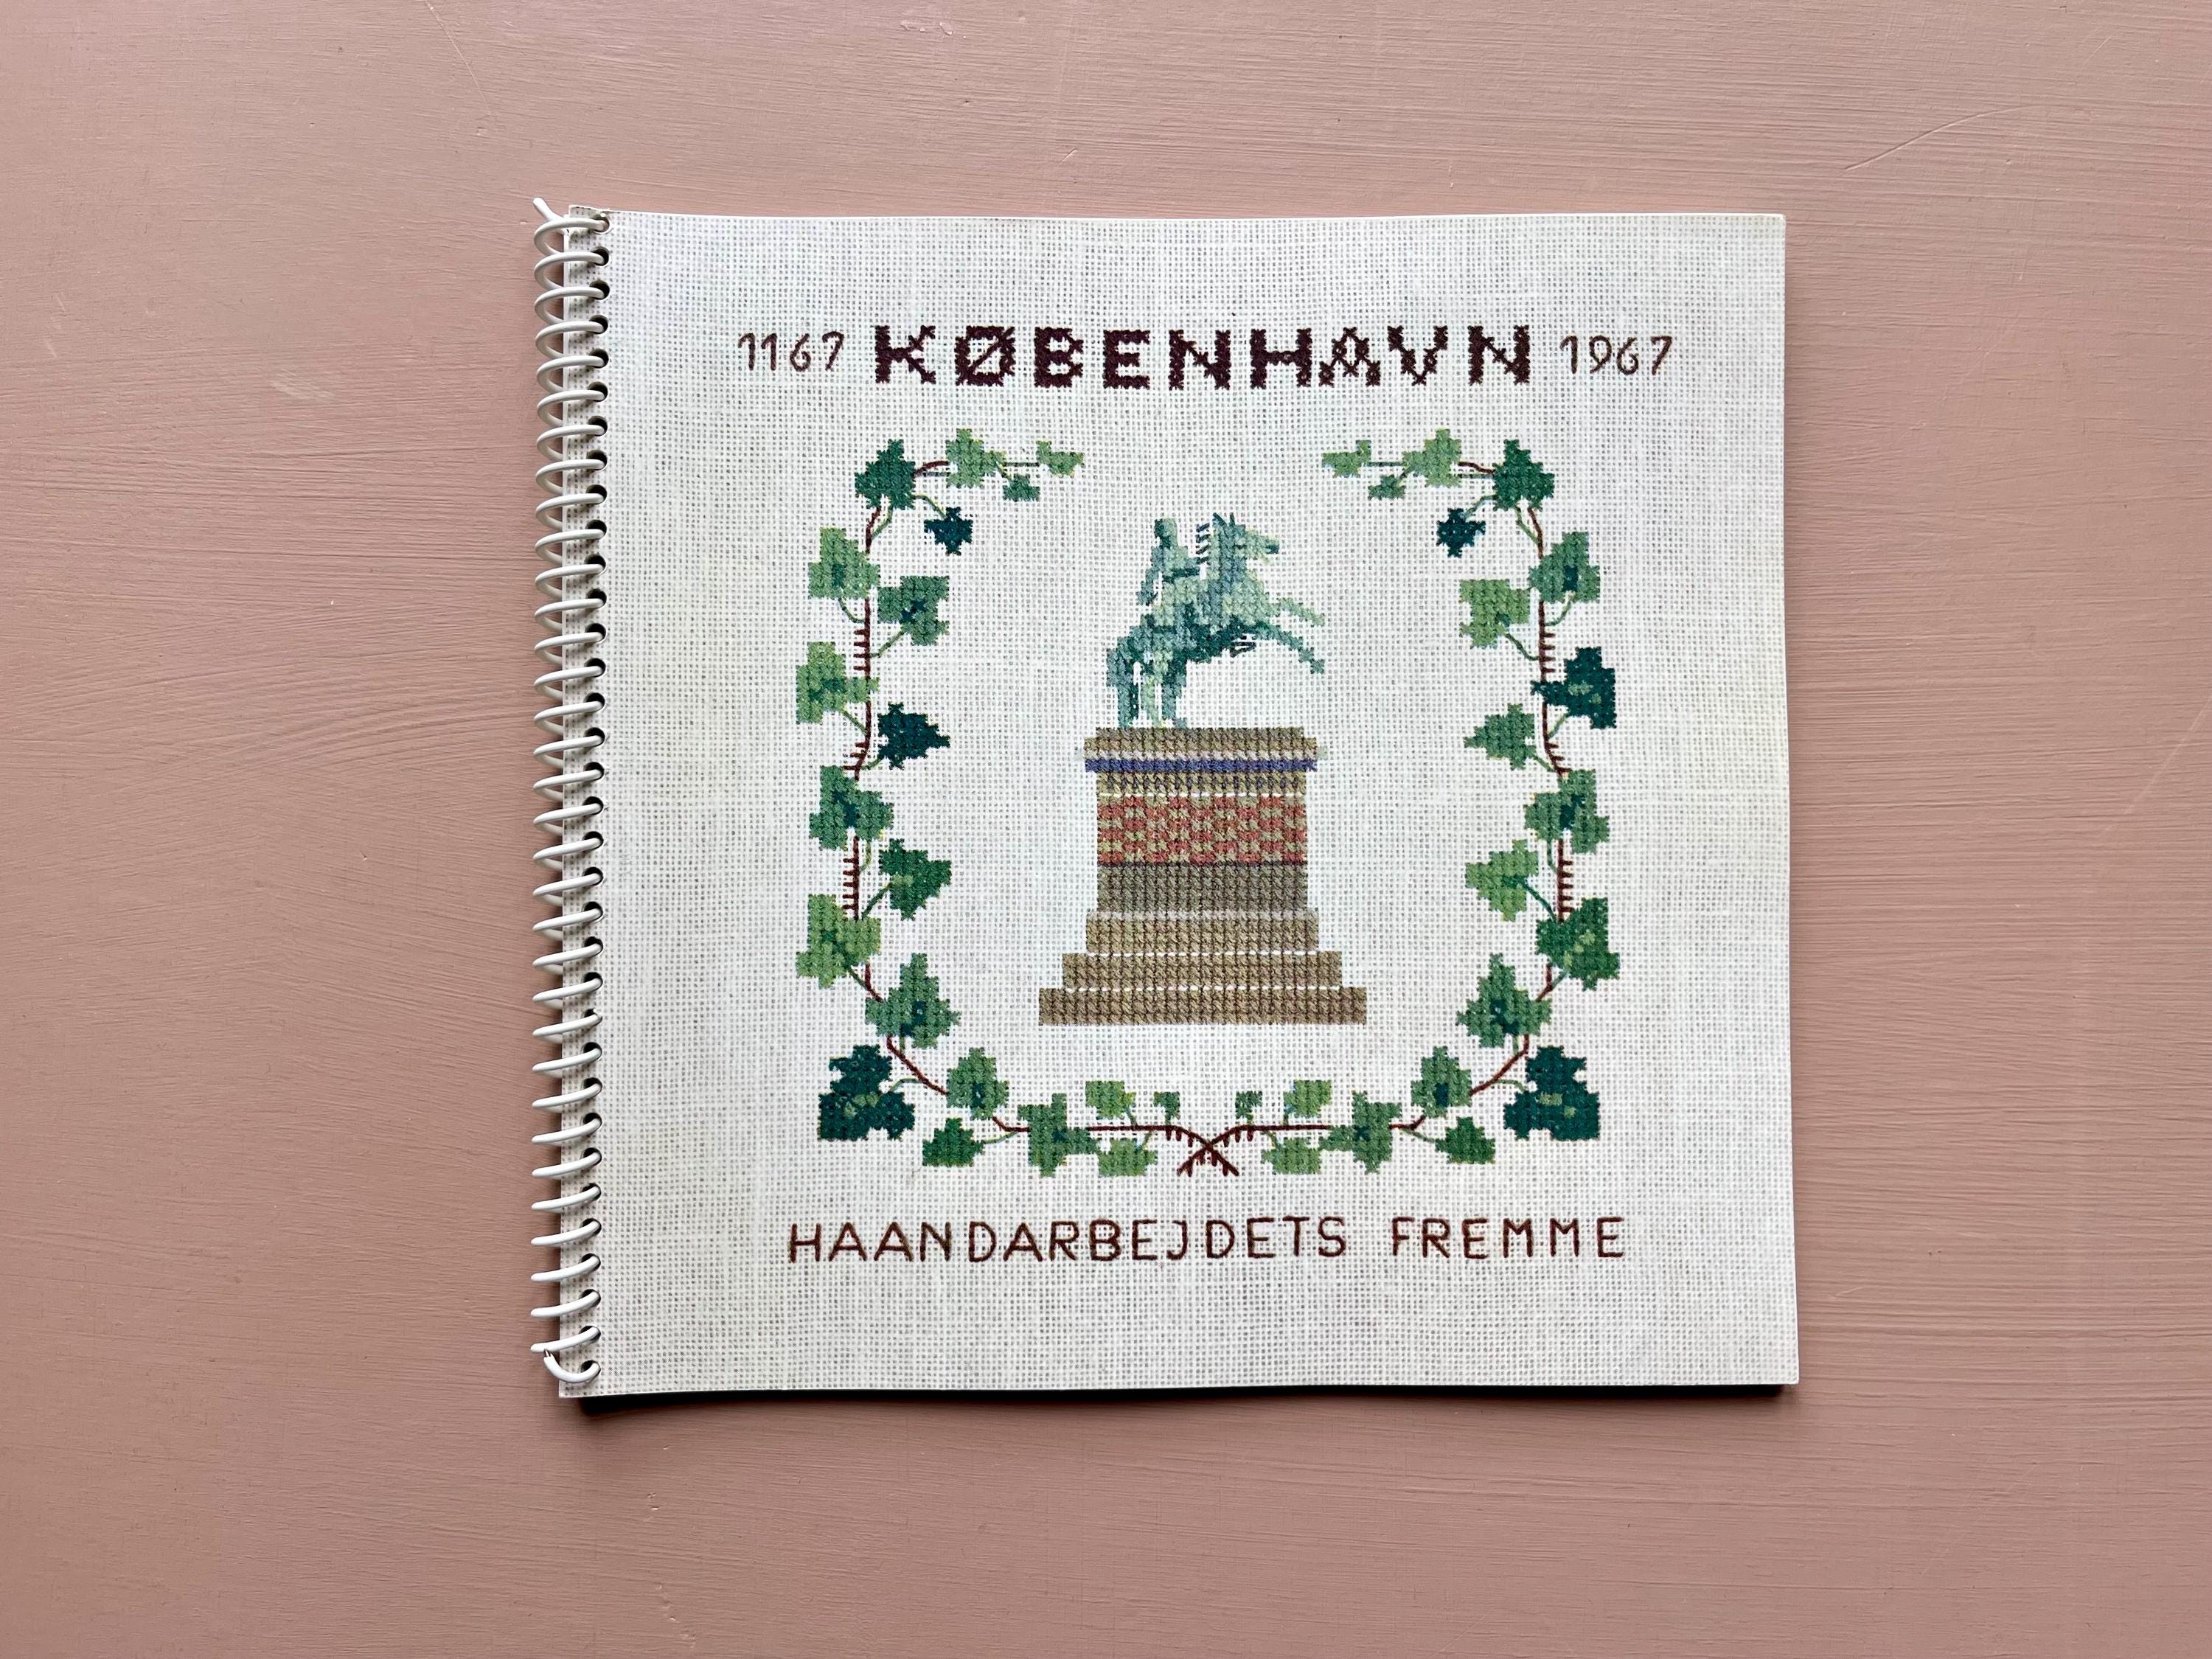 1167 KØBENHAVN 1967
HAANDARBEJDETS FREMME